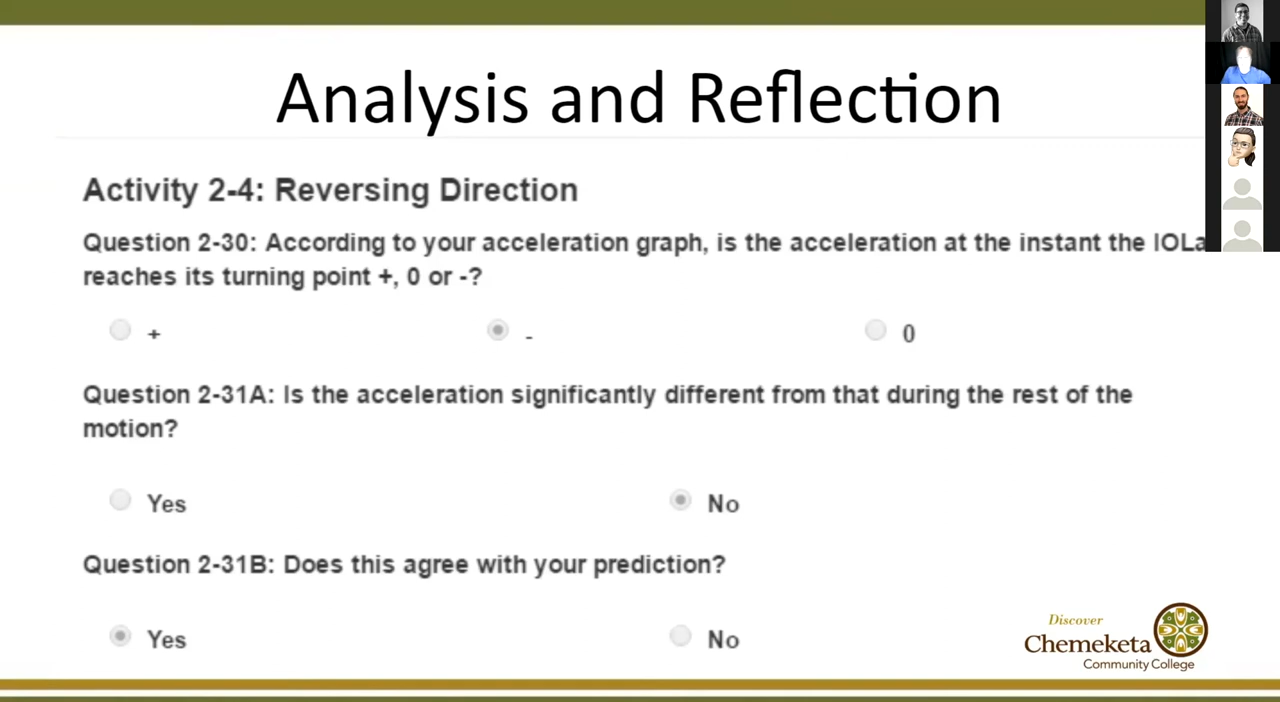 Analysis and Reflection
Activity 2-4: Reversing Direction
Question 2-30: According to your acceleration graph, is the acceleration at the instant the IOLa
reaches its turning point +, 0 or -?
+
-
0
Question 2-31A: Is the acceleration significantly different from that during the rest of the
motion?
Yes
No
Question 2-31B: Does this agree with your prediction?
Yes
No
Discover
Chemeketa
Community College